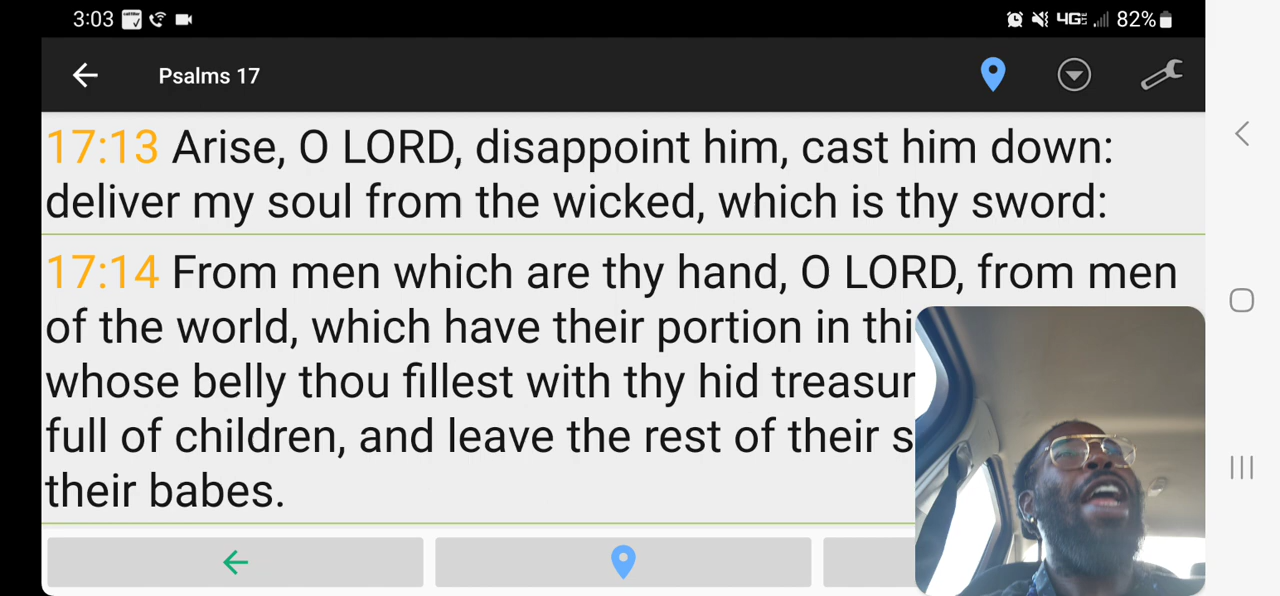 3:03 4G 82%
Psalms 17
17:13 Arise, O LORD, disappoint him, cast him down:
deliver my soul from the wicked, which is thy sword:
17:14 From men which are thy hand, O LORD, from men
of the world, which have their portion in
whose belly thou fillest with thy hid
full of children, and leave the rest of their
their babes.